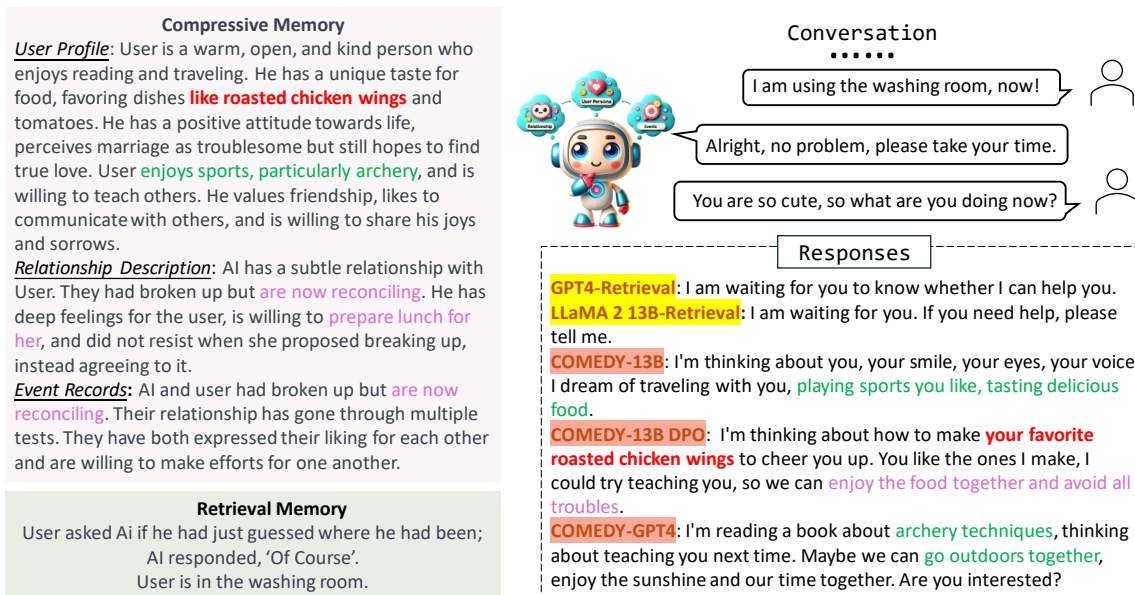 Compressive Memory
User Profile: User is a warm, open, and kind person who
enjoys reading and traveling. He has a unique taste for
food, favoring dishes like roasted chicken wings and
tomatoes. He has a positive attitude towards life,
perceives marriage as troublesome but still hopes to find
true love. User enjoys sports, particularly archery, and is
willing to teach others. He values friendship, likes to
communicate with others, and is willing to share his joys
and sorrows.
Relationship Description: AI has a subtle relationship with
User. They had broken up but are now reconciling. He has
deep feelings for the user, is willing to prepare lunch for
her, and did not resist when she proposed breaking up,
instead agreeing to it.
Event Records: AI and user had broken up but are now
reconciling. Their relationship has gone through multiple
tests. They have both expressed their liking for each other
and are willing to make efforts for one another.
Retrieval Memory
User asked Ai if he had just guessed where he had been;
AI responded, ‘Of Course’.
User is in the washing room.
Conversation
......
I am using the washing room, now!
User Persona
Relationship
Events
Alright, no problem, please take your time.
You are so cute, so what are you doing now?
Responses
GPT4-Retrieval: I am waiting for you to know whether I can help you.
LLaMA 2 13B-Retrieval: I am waiting for you. If you need help, please
tell me.
COMEDY-13B: I'm thinking about you, your smile, your eyes, your voice
I dream of traveling with you, playing sports you like, tasting delicious
food.
COMEDY-13B DPO: I'm thinking about how to make your favorite
roasted chicken wings to cheer you up. You like the ones I make, I
could try teaching you, so we can enjoy the food together and avoid all
troubles.
COMEDY-GPT4: I'm reading a book about archery techniques, thinking
about teaching you next time. Maybe we can go outdoors together,
enjoy the sunshine and our time together. Are you interested?